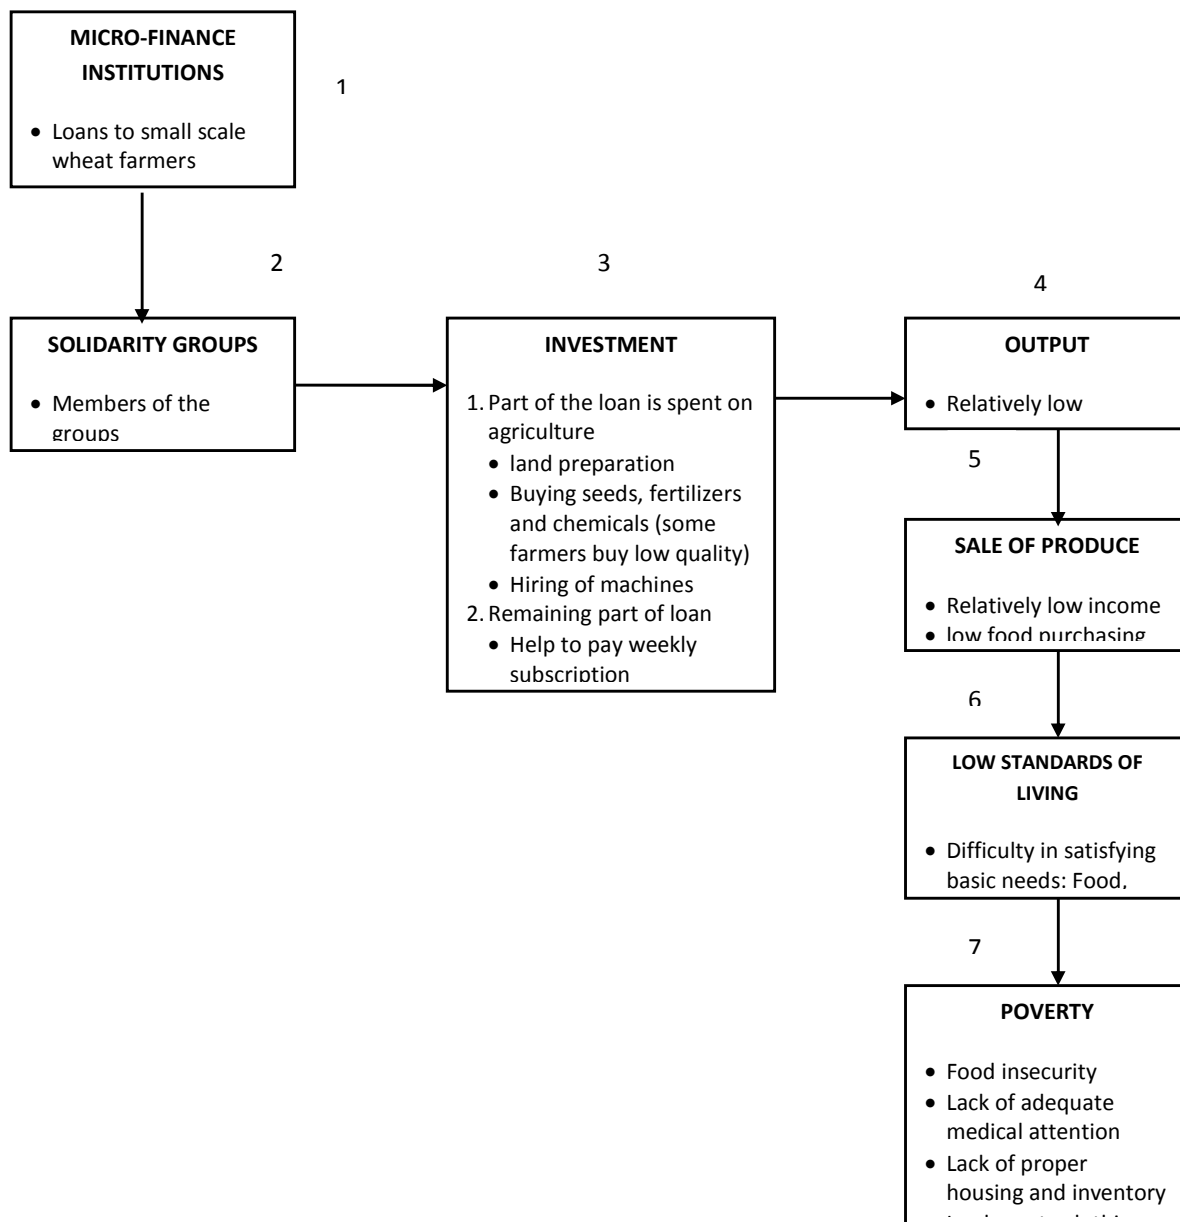 MICRO-FINANCE
INSTITUTIONS
• Loans to small scale
wheat farmers
1
2
SOLIDARITY GROUPS
• Members of the
groups
3
INVESTMENT
1. Part of the loan is spent on
agriculture
• land preparation
• Buying seeds, fertilizers
and chemicals (some
farmers buy low quality)
• Hiring of machines
2. Remaining part of loan
• Help to pay weekly
subscription
4
OUTPUT
• Relatively low
5
SALE OF PRODUCE
• Relatively low income
• low food purchasing
6
LOW STANDARDS OF
LIVING
• Difficulty in satisfying
basic needs: Food,
7
POVERTY
• Food insecurity
• Lack of adequate
medical attention
• Lack of proper
housing and inventory